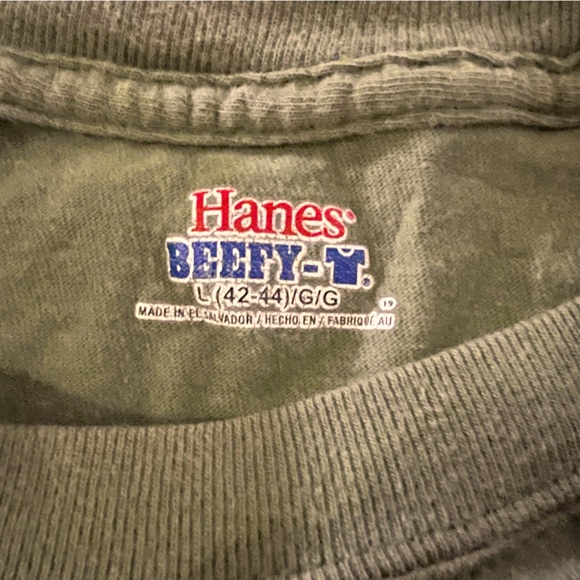 Hanes®
BEEFY-T®
L (42-44)/G/G
19
MADE IN EL SALVADOR / HECHO EN / FABRIQUÉ AU